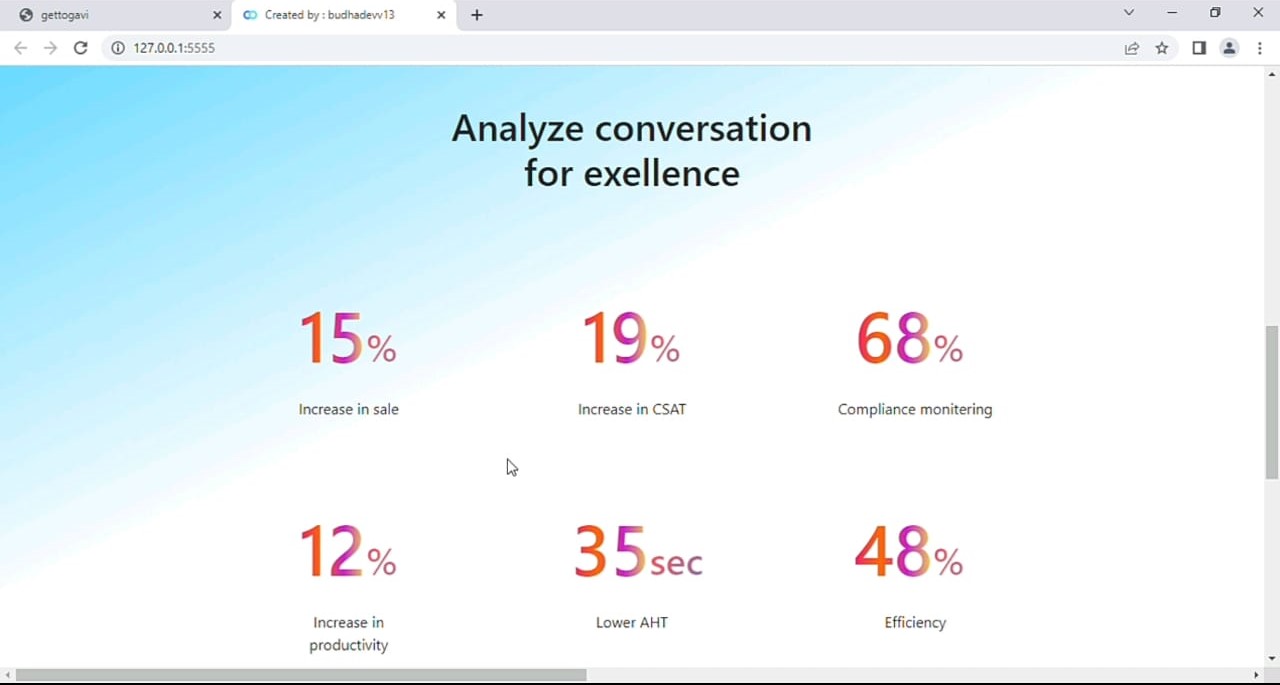 gettogavi
Created by : budhadevv13
127.0.0.1:5555
Analyze conversation
for exellence
15%
19%
68%
Increase in sale
Increase in CSAT
Compliance monitering
12%
35sec
48%
Increase in
productivity
Lower AHT
Efficiency